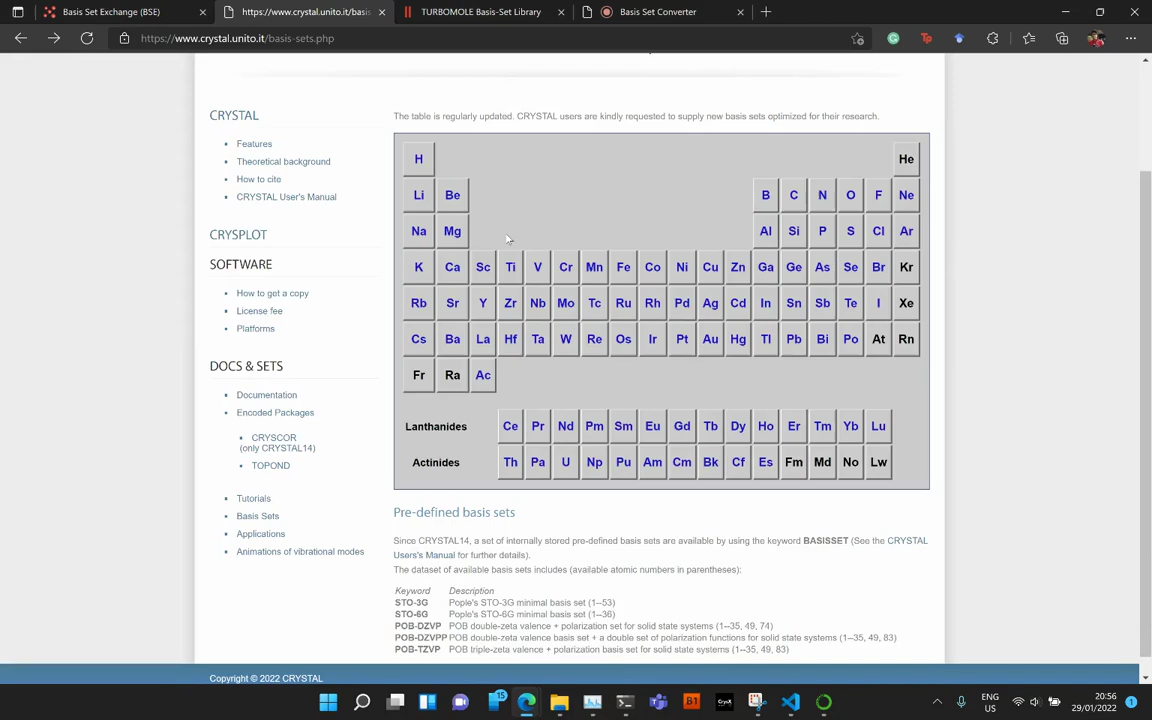 Basis Set Exchange (BSE)
https://www.crystal.unito.it/basis
TURBOMOLE Basis-Set Library
Basis Set Converter
https://www.crystal.unito.it/basis-sets.php
The table is regularly updated. CRYSTAL users are kindly requested to supply new basis sets optimized for their research.
CRYSTAL
Features
Theoretical background
How to cite
CRYSTAL User's Manual
CRYSPLOT
SOFTWARE
How to get a copy
License fee
Platforms
DOCS & SETS
Documentation
Encoded Packages
CRYSCOR
(only CRYSTAL14)
TOPOND
Tutorials
Basis Sets
Applications
Animations of vibrational modes
H He
Li Be B C N O F Ne
Na Mg Al Si P S Cl Ar
K Ca Sc Ti V Cr Mn Fe Co Ni Cu Zn Ga Ge As Se Br Kr
Rb Sr Y Zr Nb Mo Tc Ru Rh Pd Ag Cd In Sn Sb Te I Xe
Cs Ba La Hf Ta W Re Os Ir Pt Au Hg Tl Pb Bi Po At Rn
Fr Ra Ac
Lanthanides Ce Pr Nd Pm Sm Eu Gd Tb Dy Ho Er Tm Yb Lu
Actinides Th Pa U Np Pu Am Cm Bk Cf Es Fm Md No Lw
Pre-defined basis sets
Since CRYSTAL14, a set of internally stored pre-defined basis sets are available by using the keyword BASISSET (See the CRYSTAL
User's Manual for further details).
The dataset of available basis sets includes (available atomic numbers in parentheses):
Keyword Description
STO-3G Pople's STO-3G minimal basis set (1--53)
STO-6G Pople's STO-6G minimal basis set (1--36)
POB-DZVP POB double-zeta valence + polarization set for solid state systems (1--35, 49, 74)
POB-DZVPP POB double-zeta valence basis set + a double set of polarization functions for solid state systems (1--35, 49, 83)
POB-TZVP POB triple-zeta valence + polarization basis set for solid state systems (1--35, 49, 83)
Copyright © 2022 CRYSTAL
15
B1
CrysX
ENG
US
20:56
29/01/2022